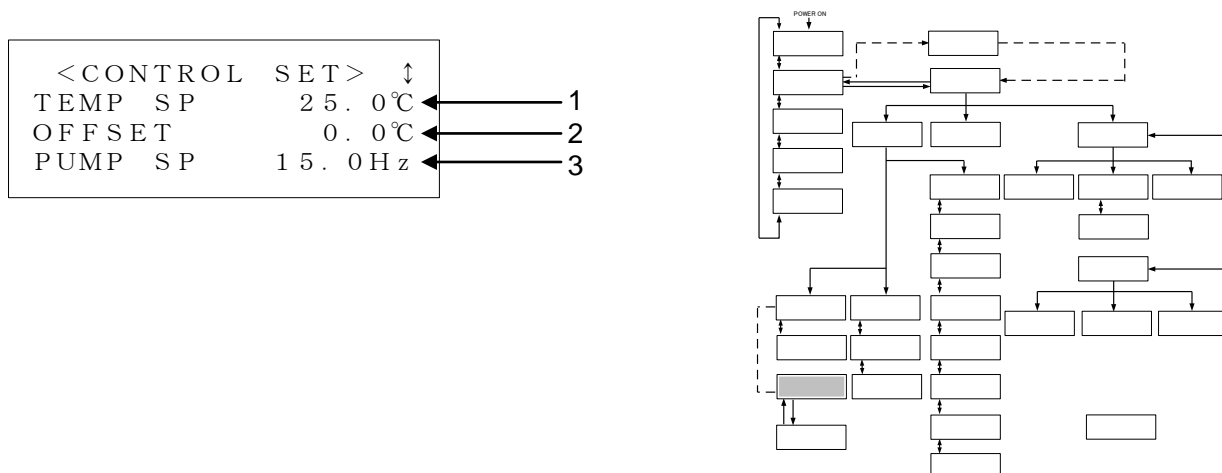 <CONTROL SET> ↕
TEMP SP 25.0℃
OFFSET 0.0℃
PUMP SP 15.0Hz
1
2
3
POWER ON